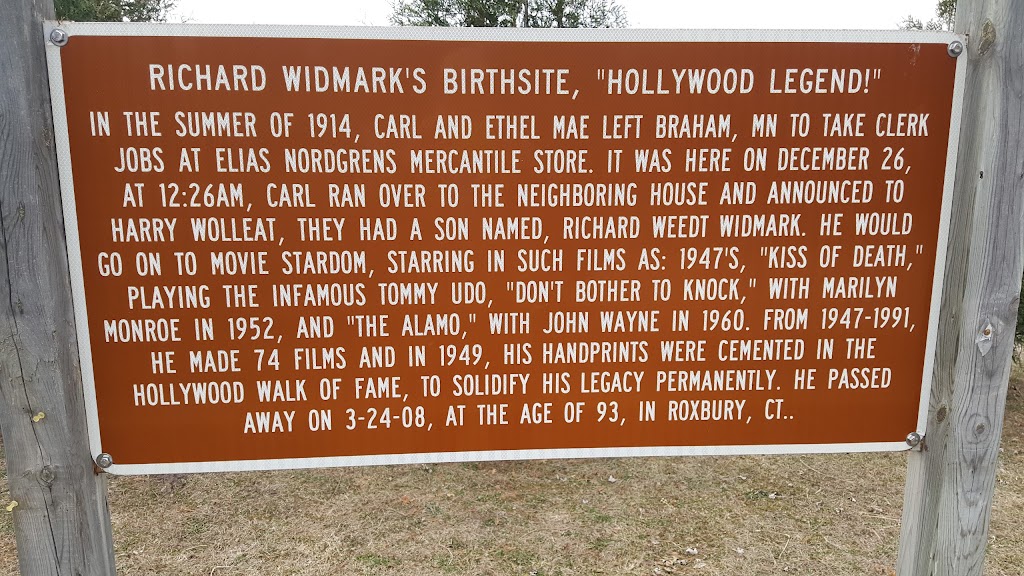 RICHARD WIDMARK'S BIRTHSITE, "HOLLYWOOD LEGEND!"
IN THE SUMMER OF 1914, CARL AND ETHEL MAE LEFT BRAHAM, MN TO TAKE CLERK
JOBS AT ELIAS NORDGRENS MERCANTILE STORE. IT WAS HERE ON DECEMBER 26,
AT 12:26AM, CARL RAN OVER TO THE NEIGHBORING HOUSE AND ANNOUNCED TO
HARRY WOLLEAT, THEY HAD A SON NAMED, RICHARD WEEDT WIDMARK. HE WOULD
GO ON TO MOVIE STARDOM, STARRING IN SUCH FILMS AS: 1947'S, "KISS OF DEATH,"
PLAYING THE INFAMOUS TOMMY UDO, "DON'T BOTHER TO KNOCK," WITH MARILYN
MONROE IN 1952, AND "THE ALAMO," WITH JOHN WAYNE IN 1960. FROM 1947-1991,
HE MADE 74 FILMS AND IN 1949, HIS HANDPRINTS WERE CEMENTED IN THE
HOLLYWOOD WALK OF FAME, TO SOLIDIFY HIS LEGACY PERMANENTLY. HE PASSED
AWAY ON 3-24-08, AT THE AGE OF 93, IN ROXBURY, CT..